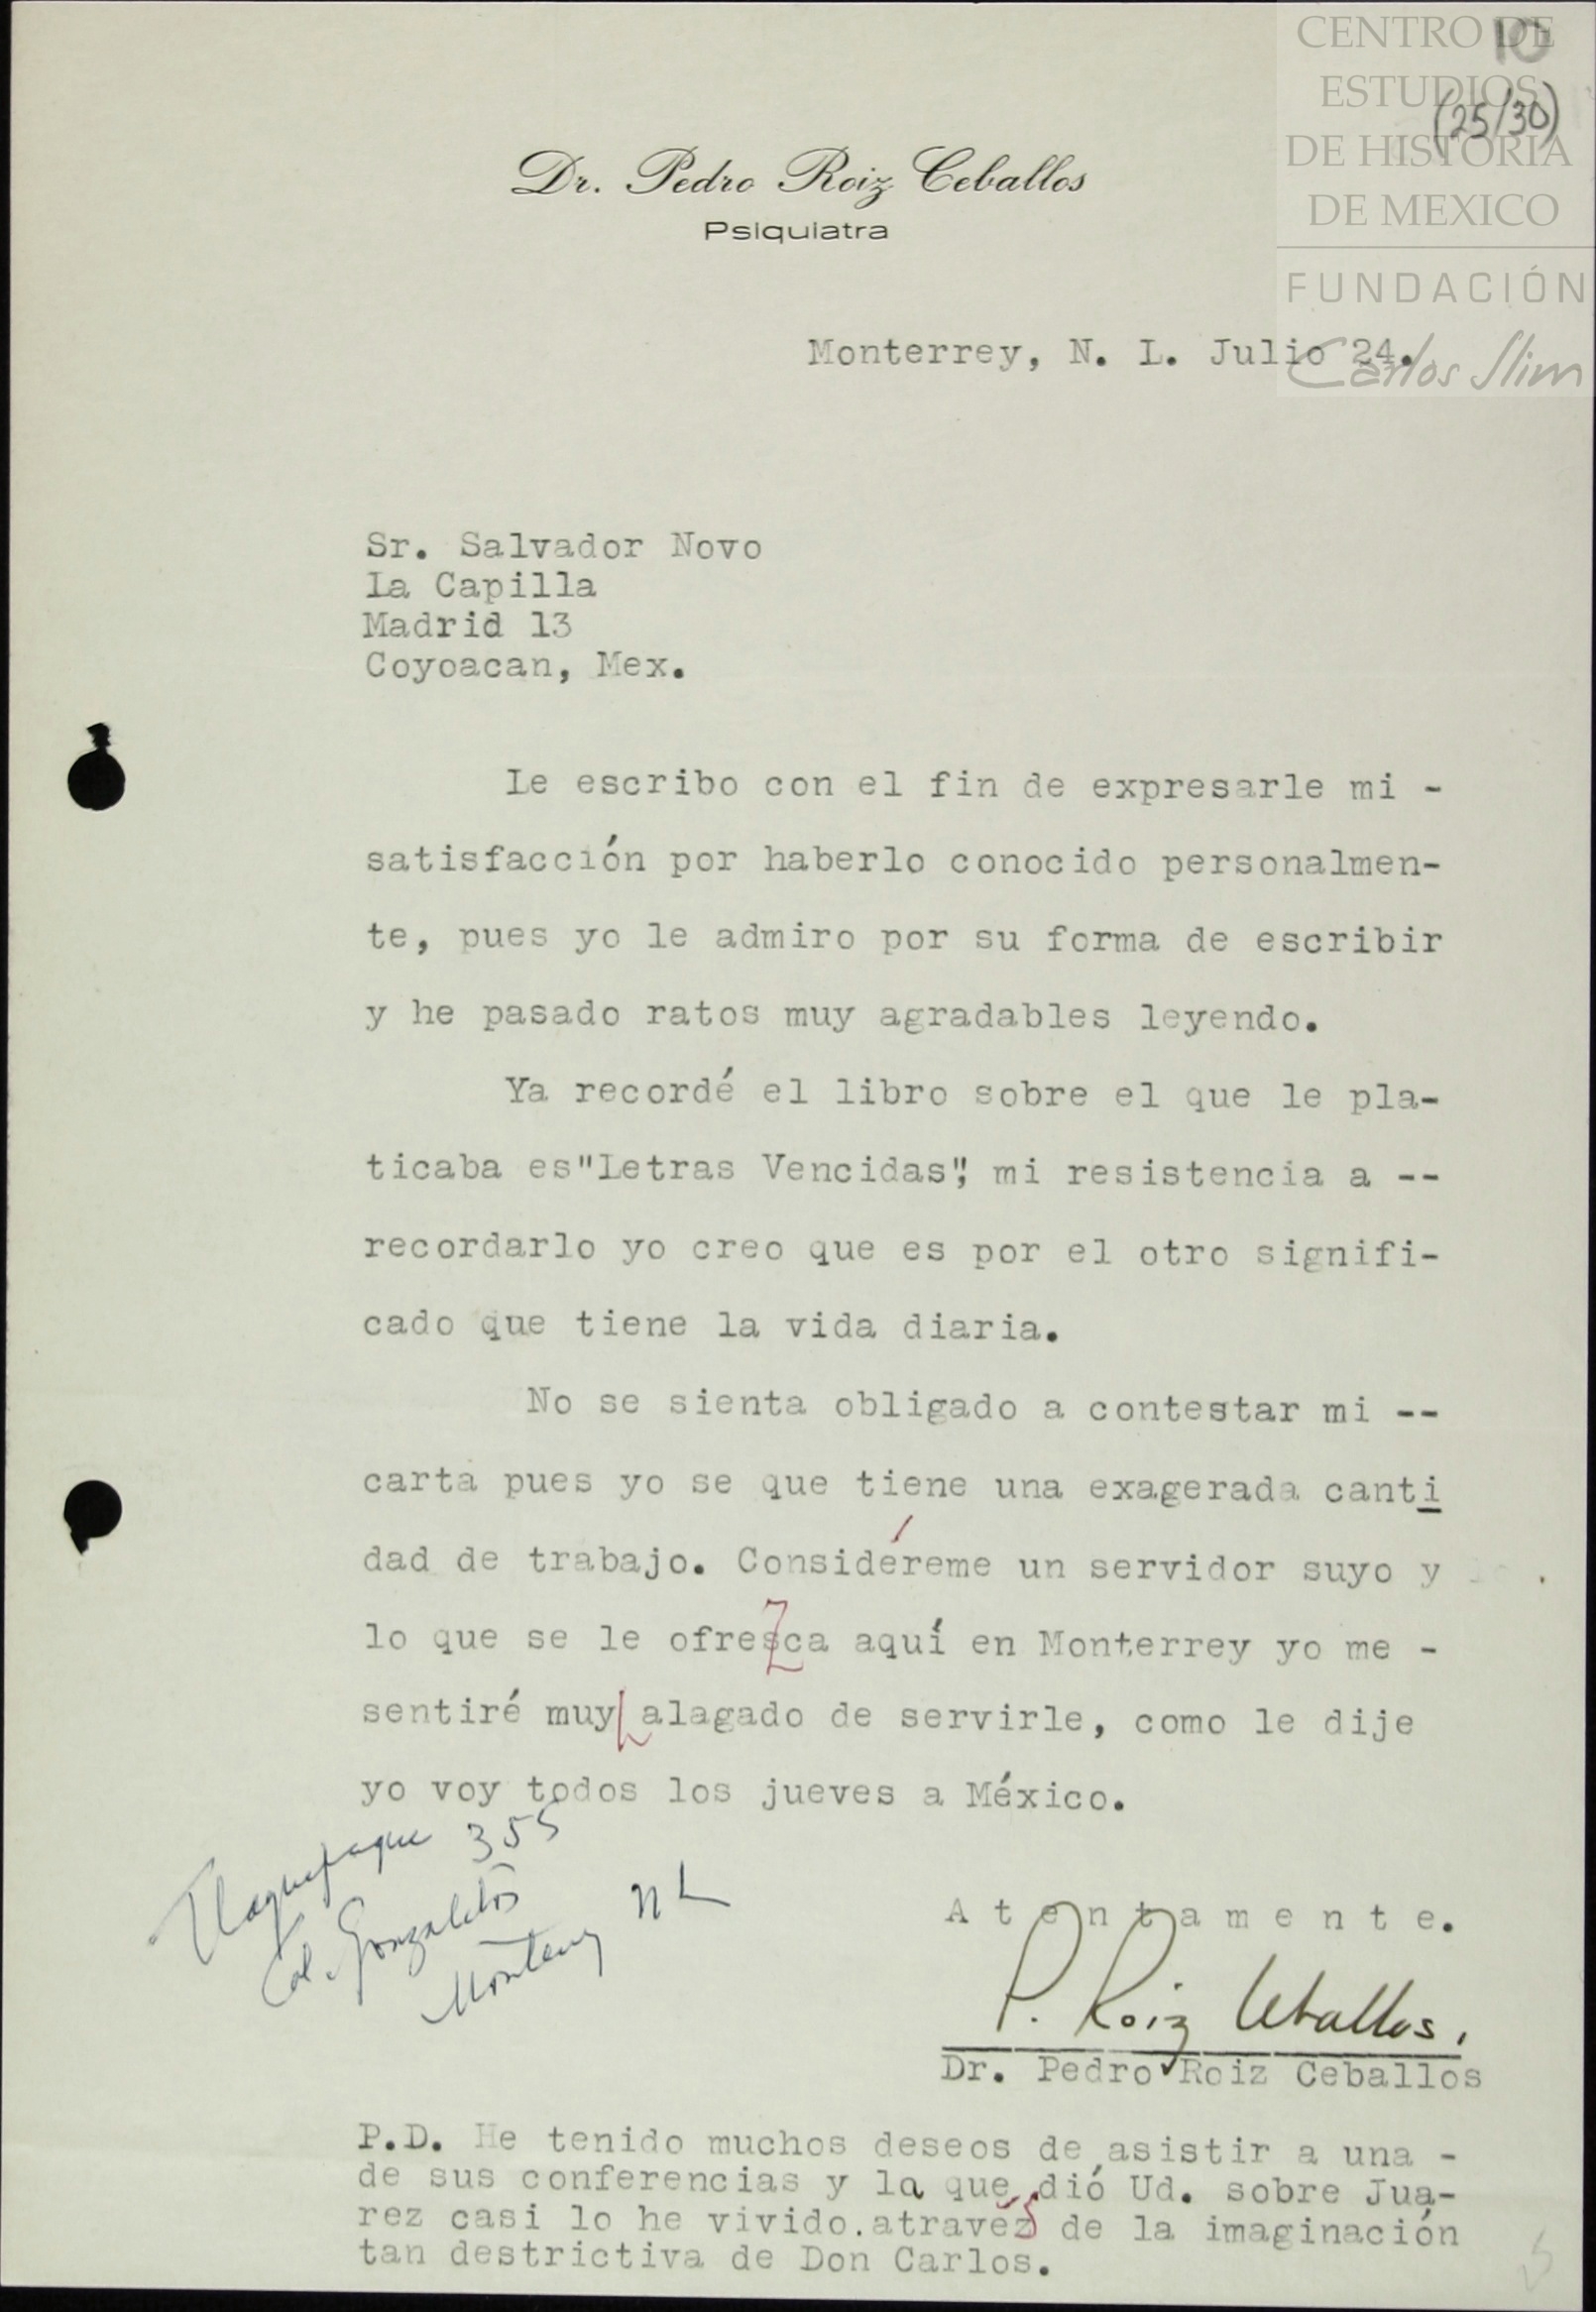 CENTRO DE
ESTUDIOS
DE HISTORIA
DE MEXICO
FUNDACIÓN
Carlos Slim
10
(25/30)
Dr. Pedro Roiz Ceballos
Psiquiatra
Monterrey, N. L. Julio 24.
Sr. Salvador Novo
La Capilla
Madrid 13
Coyoacan, Mex.
Le escribo con el fin de expresarle mi -
satisfacción por haberlo conocido personalmen-
te, pues yo le admiro por su forma de escribir
y he pasado ratos muy agradables leyendo.
Ya recordé el libro sobre el que le pla-
ticaba es "Letras Vencidas", mi resistencia a --
recordarlo yo creo que es por el otro signifi-
cado que tiene la vida diaria.
No se sienta obligado a contestar mi --
carta pues yo se que tiene una exagerada canti
dad de trabajo. Considéreme un servidor suyo y
lo que se le ofresca aquí en Monterrey yo me -
sentiré muy halagado de servirle, como le dije
yo voy todos los jueves a México.
Tlaquepaque 355
Col. Gonzalitos
Monterrey NL
Atentamente.
P. Roiz Ceballos.
Dr. Pedro Roiz Ceballos
P.D. He tenido muchos deseos de asistir a una -
de sus conferencias y la que dió Ud. sobre Jua-
rez casi lo he vivido.atravéz de la imaginación
tan destrictiva de Don Carlos.